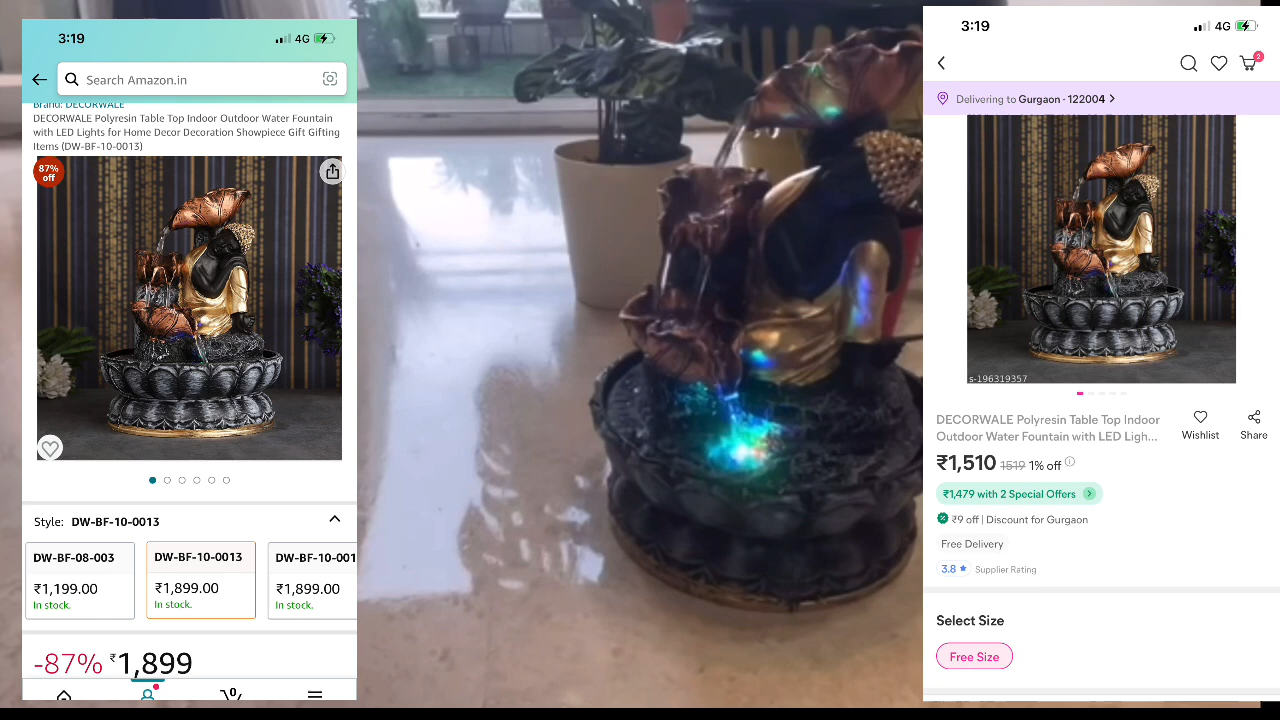 3:19
4G
Search Amazon.in
Brand: DECORWALE
DECORWALE Polyresin Table Top Indoor Outdoor Water Fountain
with LED Lights for Home Decor Decoration Showpiece Gift Gifting
Items (DW-BF-10-0013)
87%
off
Style: DW-BF-10-0013
DW-BF-08-003
₹1,199.00
In stock.
DW-BF-10-0013
₹1,899.00
In stock.
DW-BF-10-001
₹1,899.00
In stock.
-87% ₹1,899
0
3:19
4G
2
Delivering to Gurgaon - 122004
s-196319357
DECORWALE Polyresin Table Top Indoor
Outdoor Water Fountain with LED Ligh...
Wishlist
Share
₹1,510 1519 1% off
₹1,479 with 2 Special Offers
₹9 off | Discount for Gurgaon
Free Delivery
3.8 Supplier Rating
Select Size
Free Size